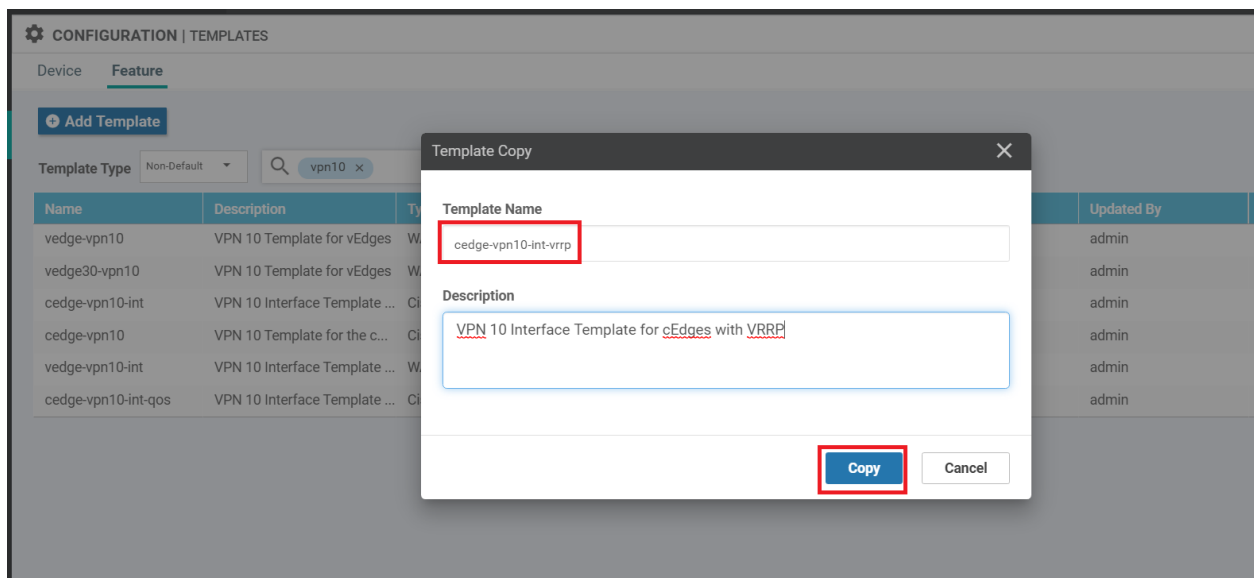 CONFIGURATION | TEMPLATES
Device Feature
Add Template
Template Type Non-Default vpn10
Template Copy
Name Description Ty Updated By
vedge-vpn10 VPN 10 Template for vEdges W admin
vedge30-vpn10 VPN 10 Template for vEdges W admin
cedge-vpn10-int VPN 10 Interface Template ... Ci admin
cedge-vpn10 VPN 10 Template for the c... Ci admin
vedge-vpn10-int VPN 10 Interface Template ... W admin
cedge-vpn10-int-qos VPN 10 Interface Template ... Ci admin
Template Name
cedge-vpn10-int-vrrp
Description
VPN 10 Interface Template for cEdges with VRRP
Copy Cancel